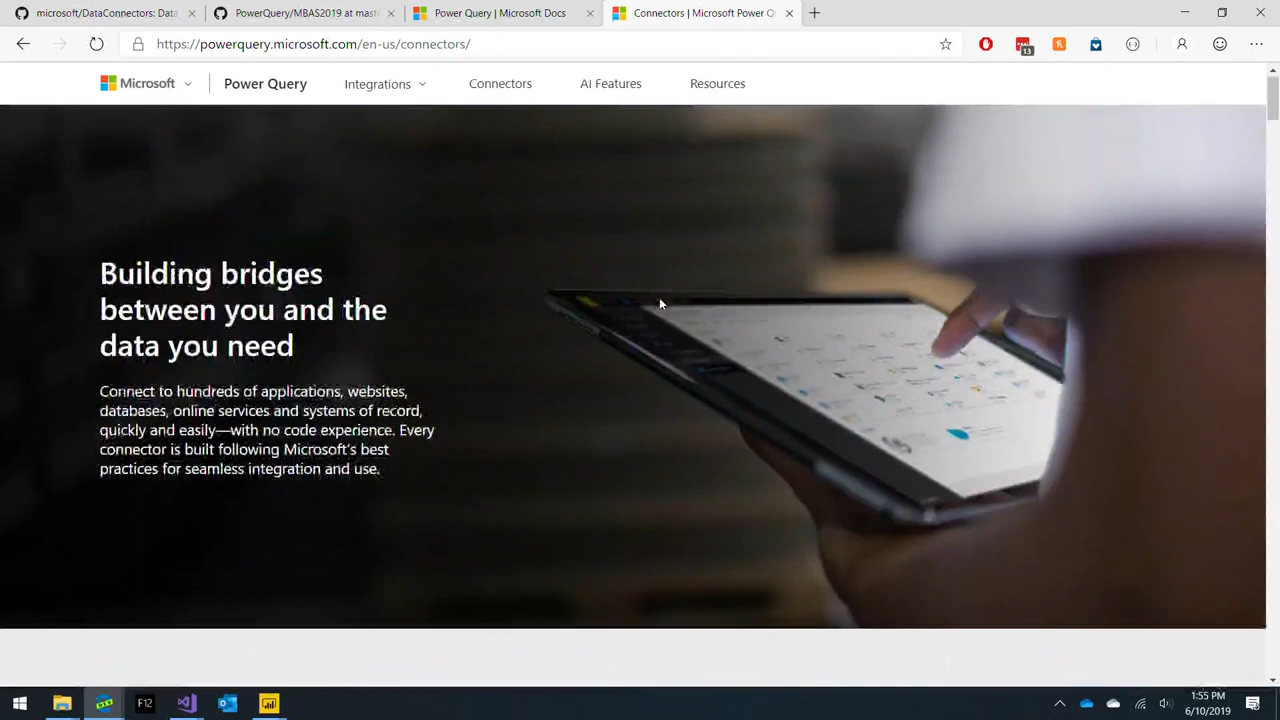 microsoft/DataConnectors: Data
PowerQuery/MBAS2019 at mast
Power Query | Microsoft Docs
Connectors | Microsoft Power Q
https://powerquery.microsoft.com/en-us/connectors/
13
Microsoft
Power Query
Integrations
Connectors
AI Features
Resources
Building bridges
between you and the
data you need
Connect to hundreds of applications, websites,
databases, online services and systems of record,
quickly and easily—with no code experience. Every
connector is built following Microsoft's best
practices for seamless integration and use.
DEV
F12
1:55 PM
6/10/2019